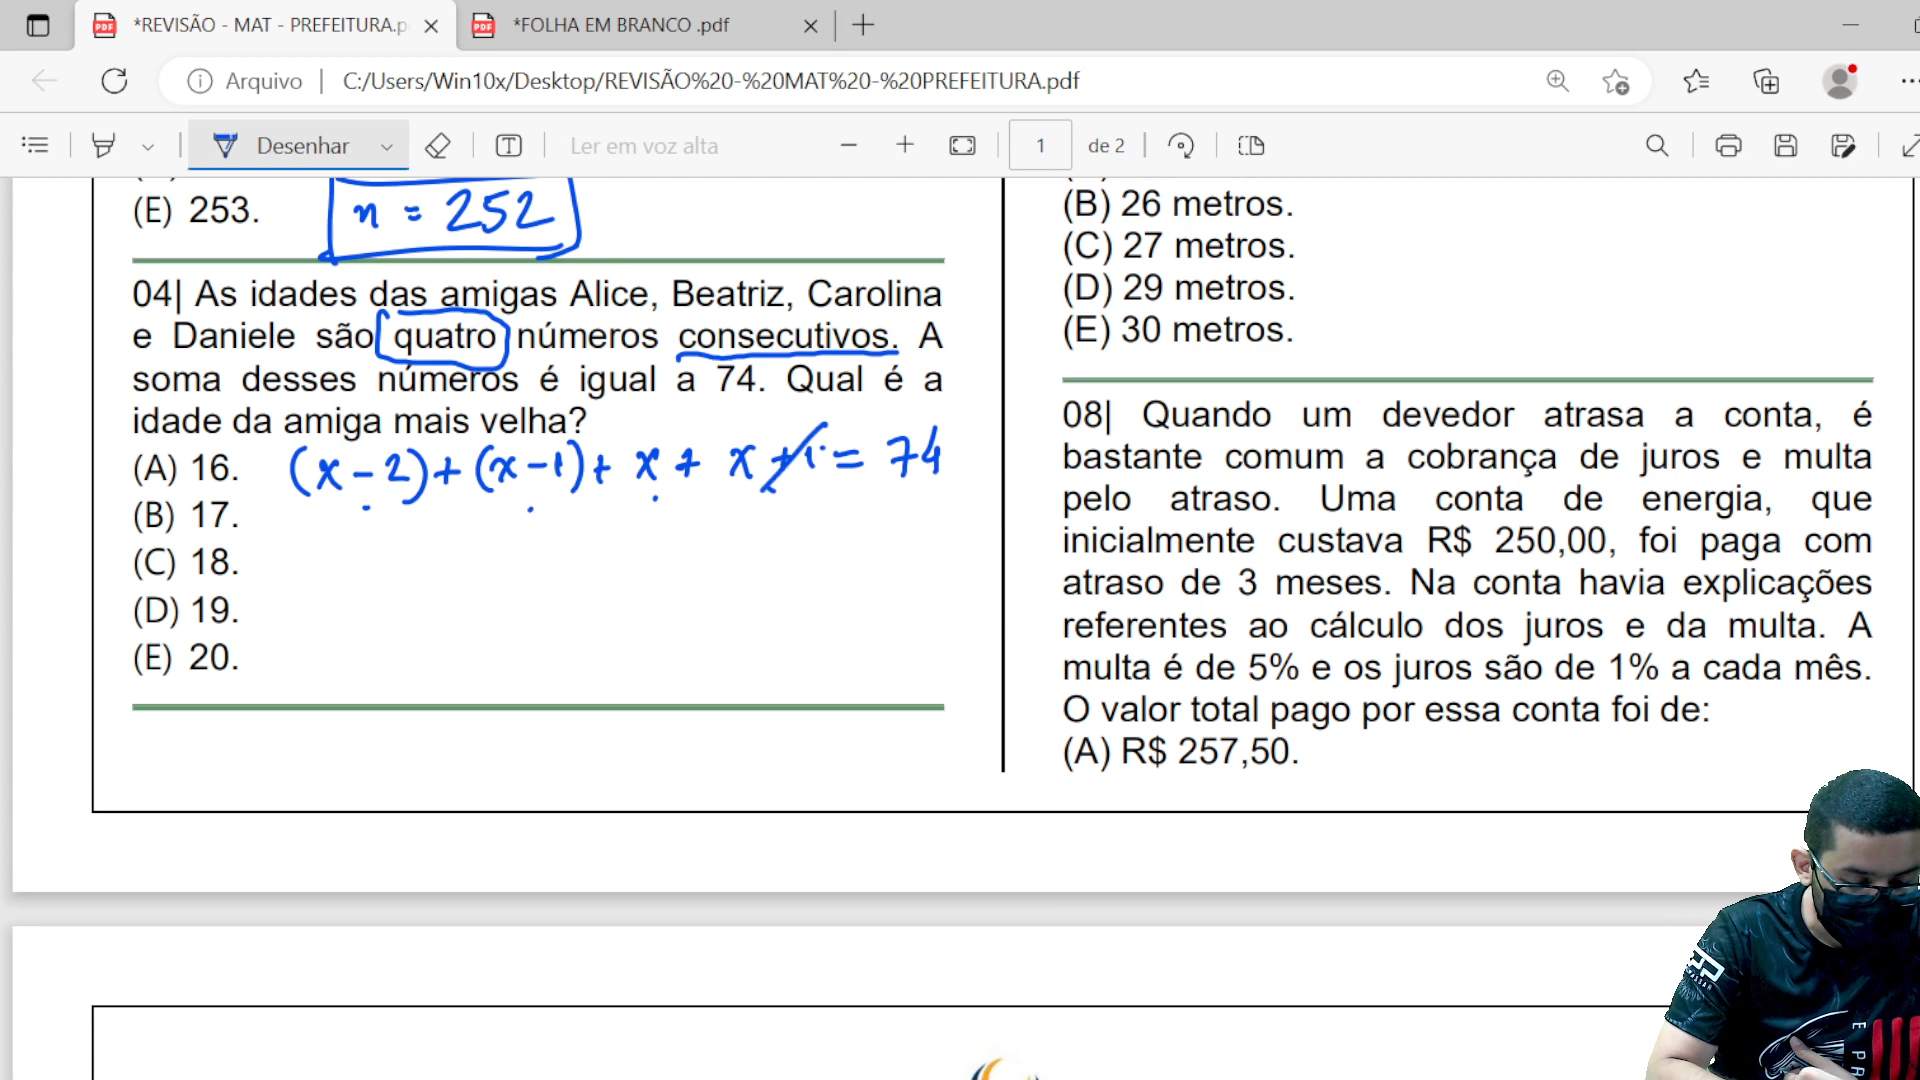 *REVISÃO - MAT - PREFEITURA.p
*FOLHA EM BRANCO .pdf
Arquivo
C:/Users/Win10x/Desktop/REVISÃO%20-%20MAT%20-%20PREFEITURA.pdf
Desenhar
Ler em voz alta
1
de 2
(E) 253.
n = 252
04| As idades das amigas Alice, Beatriz, Carolina
e Daniele são quatro números consecutivos. A
soma desses números é igual a 74. Qual é a
idade da amiga mais velha?
(x - 2) + (x - 1) + x + x + 1 = 74
(A) 16.
(B) 17.
(C) 18.
(D) 19.
(E) 20.
(B) 26 metros.
(C) 27 metros.
(D) 29 metros.
(E) 30 metros.
08| Quando um devedor atrasa a conta, é
bastante comum a cobrança de juros e multa
pelo atraso. Uma conta de energia, que
inicialmente custava R$ 250,00, foi paga com
atraso de 3 meses. Na conta havia explicações
referentes ao cálculo dos juros e da multa. A
multa é de 5% e os juros são de 1% a cada mês.
O valor total pago por essa conta foi de:
(A) R$ 257,50.